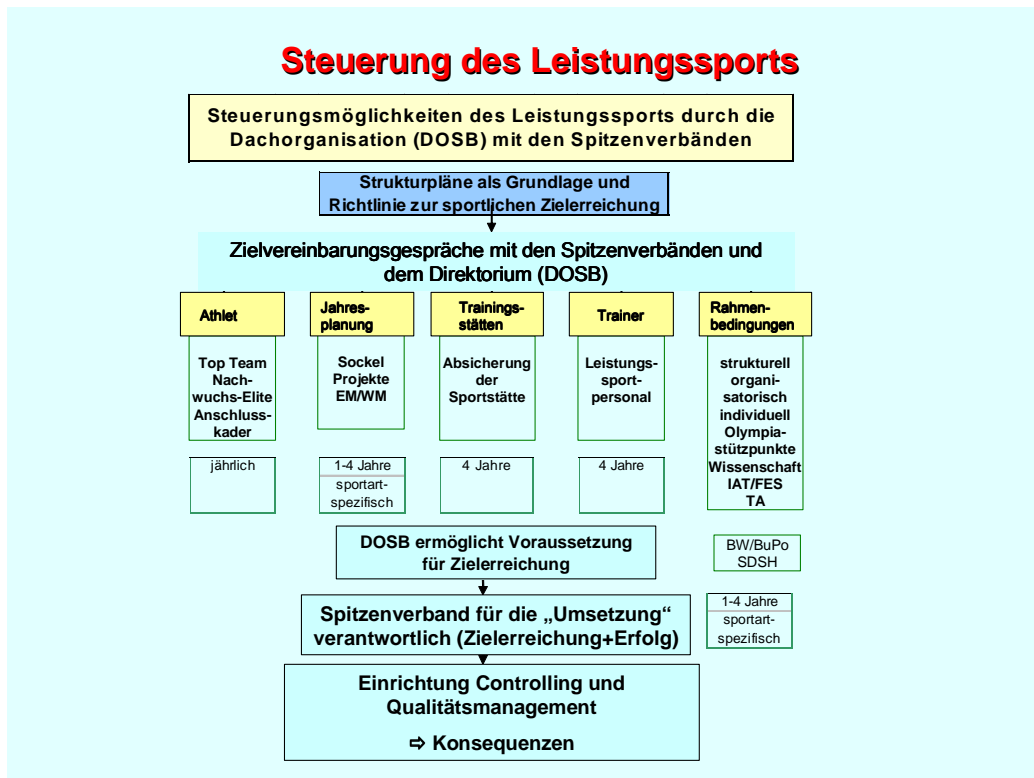 Steuerung des Leistungssports
Steuerungsmöglichkeiten des Leistungssports durch die
Dachorganisation (DOSB) mit den Spitzenverbänden
Strukturpläne als Grundlage und
Richtlinie zur sportlichen Zielerreichung
Zielvereinbarungsgespräche mit den Spitzenverbänden und
dem Direktorium (DOSB)
Athlet
Top Team
Nach-
wuchs-Elite
Anschluss-
kader
jährlich
Jahres-
planung
Sockel
Projekte
EM/WM
1-4 Jahre
sportart-
spezifisch
Trainings-
stätten
Absicherung
der
Sportstätte
4 Jahre
Trainer
Leistungs-
sport-
personal
4 Jahre
Rahmen-
bedingungen
strukturell
organi-
satorisch
individuell
Olympia-
stützpunkte
Wissenschaft
IAT/FES
TA
BW/BuPo
SDSH
1-4 Jahre
sportart-
spezifisch
DOSB ermöglicht Voraussetzung
für Zielerreichung
Spitzenverband für die „Umsetzung“
verantwortlich (Zielerreichung+Erfolg)
Einrichtung Controlling und
Qualitätsmanagement
⇨ Konsequenzen